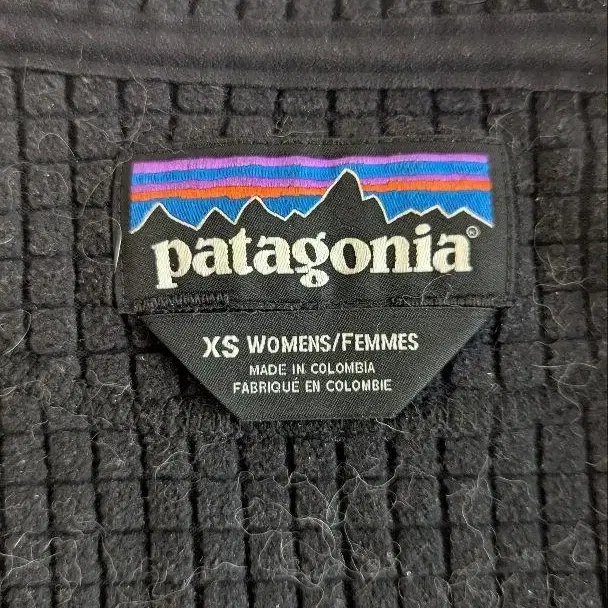 patagonia®
XS WOMENS/FEMMES
MADE IN COLOMBIA
FABRIQUÉ EN COLOMBIE